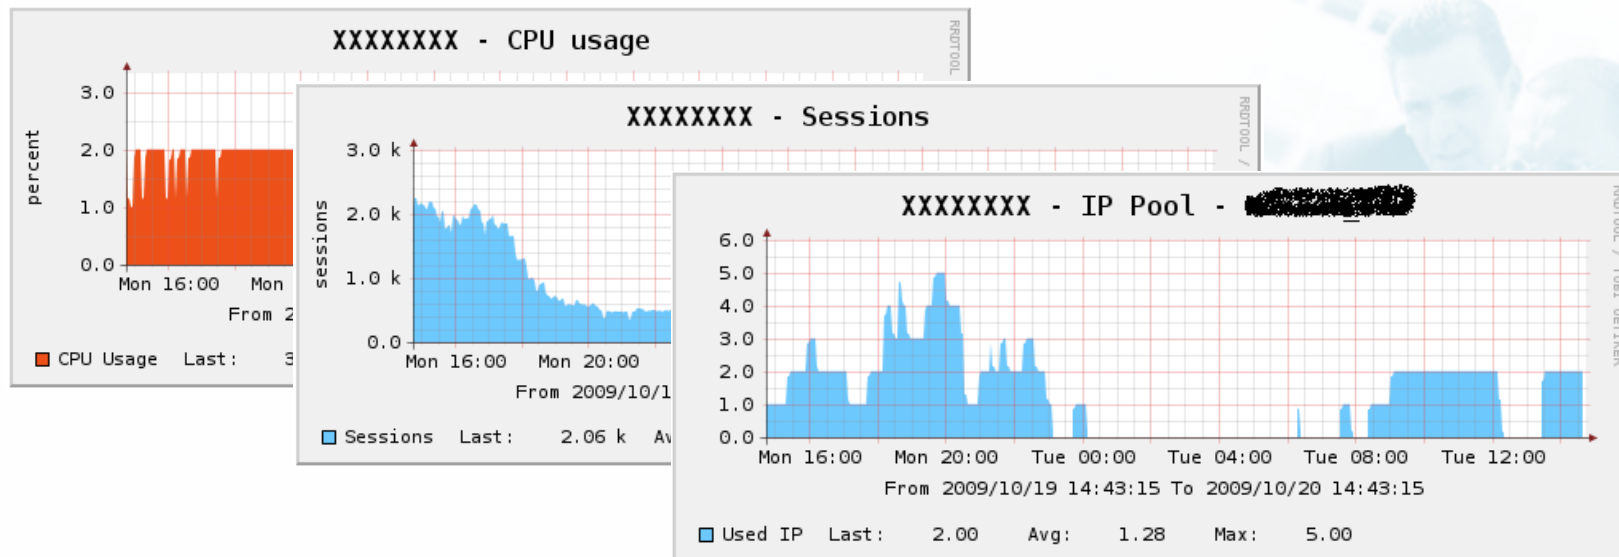 XXXXXXXX - CPU usage
RRDTOOL
percent
3.0
2.0
1.0
0.0
Mon 16:00 Mon
From 2
CPU Usage Last: 3
XXXXXXXX - Sessions
RRDTOOL /
sessions
3.0 k
2.0 k
1.0 k
0.0
Mon 16:00 Mon 20:00
From 2009/10/1
Sessions Last: 2.06 k Av
XXXXXXXX - IP Pool -
RRDTOOL / TOBI OETIKER
6.0
5.0
4.0
3.0
2.0
1.0
0.0
Mon 16:00 Mon 20:00 Tue 00:00 Tue 04:00 Tue 08:00 Tue 12:00
From 2009/10/19 14:43:15 To 2009/10/20 14:43:15
Used IP Last: 2.00 Avg: 1.28 Max: 5.00